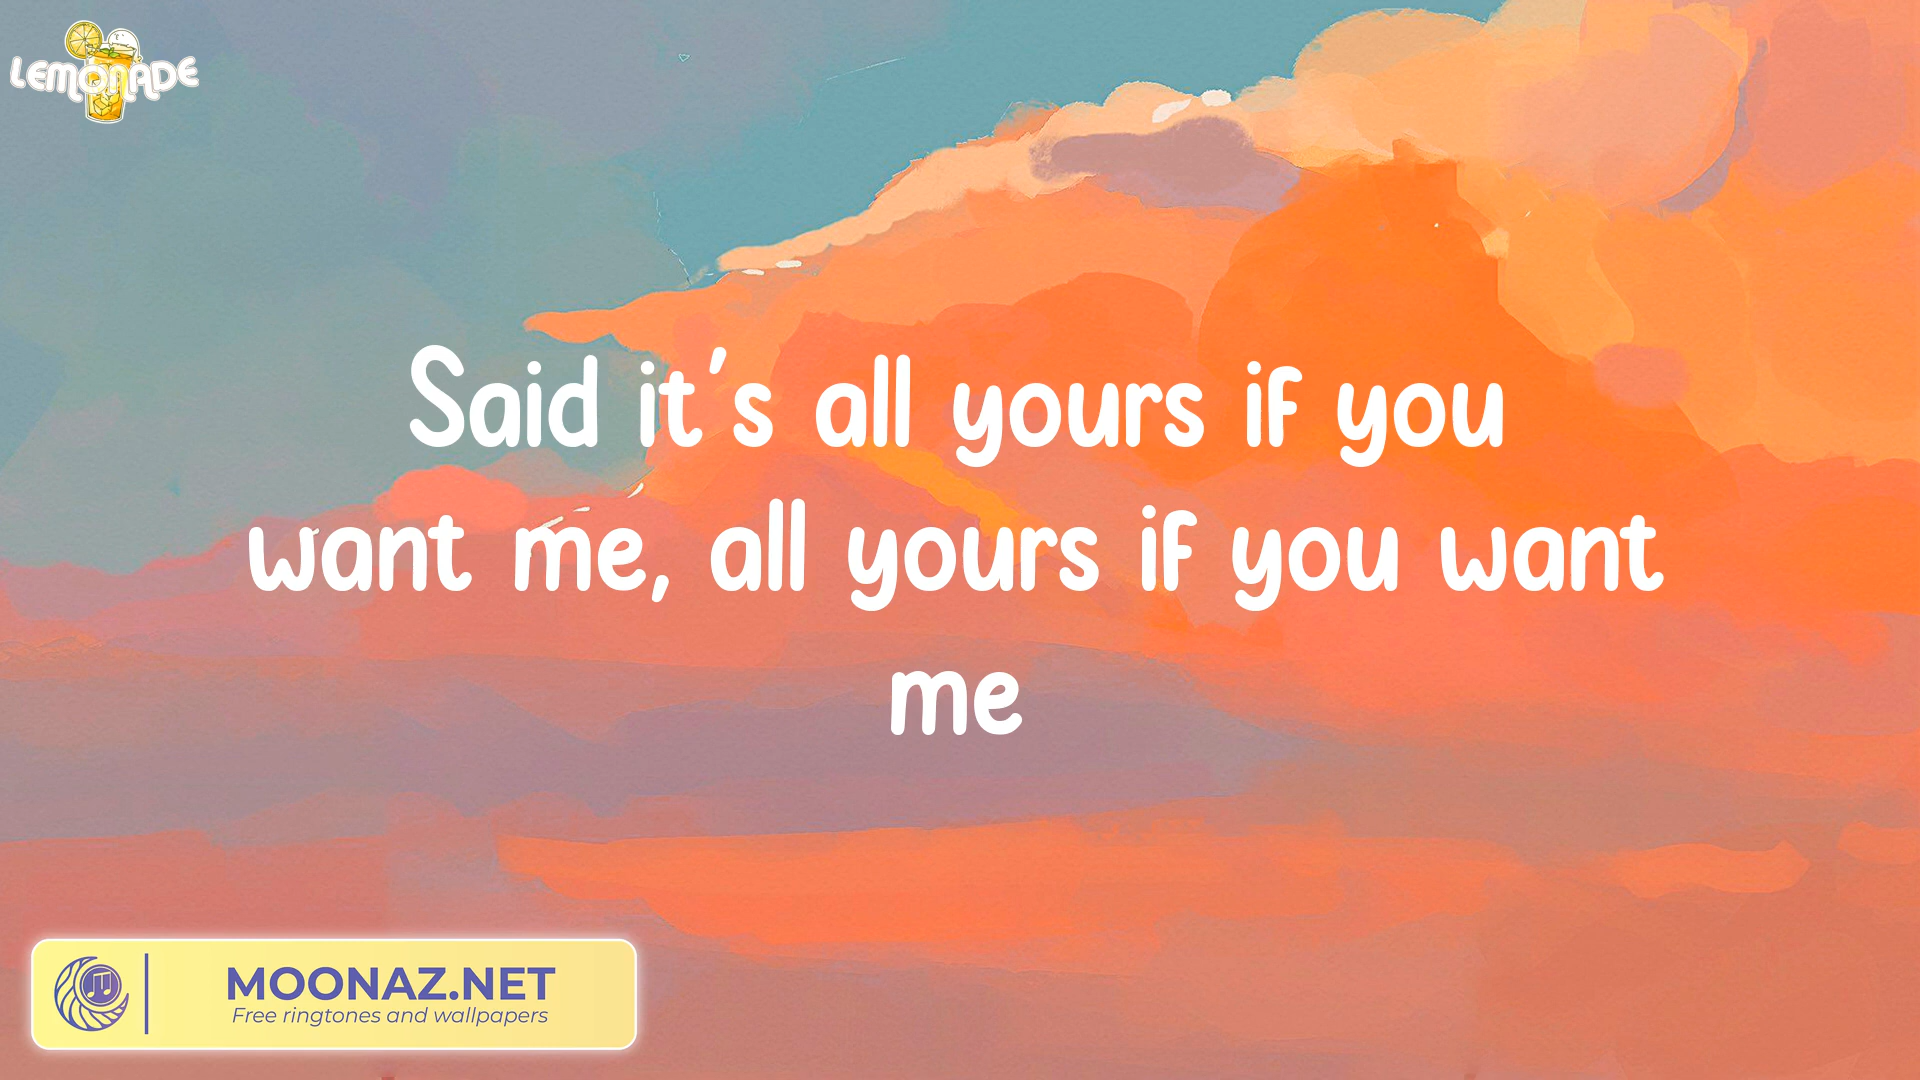 LEMONADE
Said it's all yours if you
want me, all yours if you want
me
MOONAZ.NET
Free ringtones and wallpapers